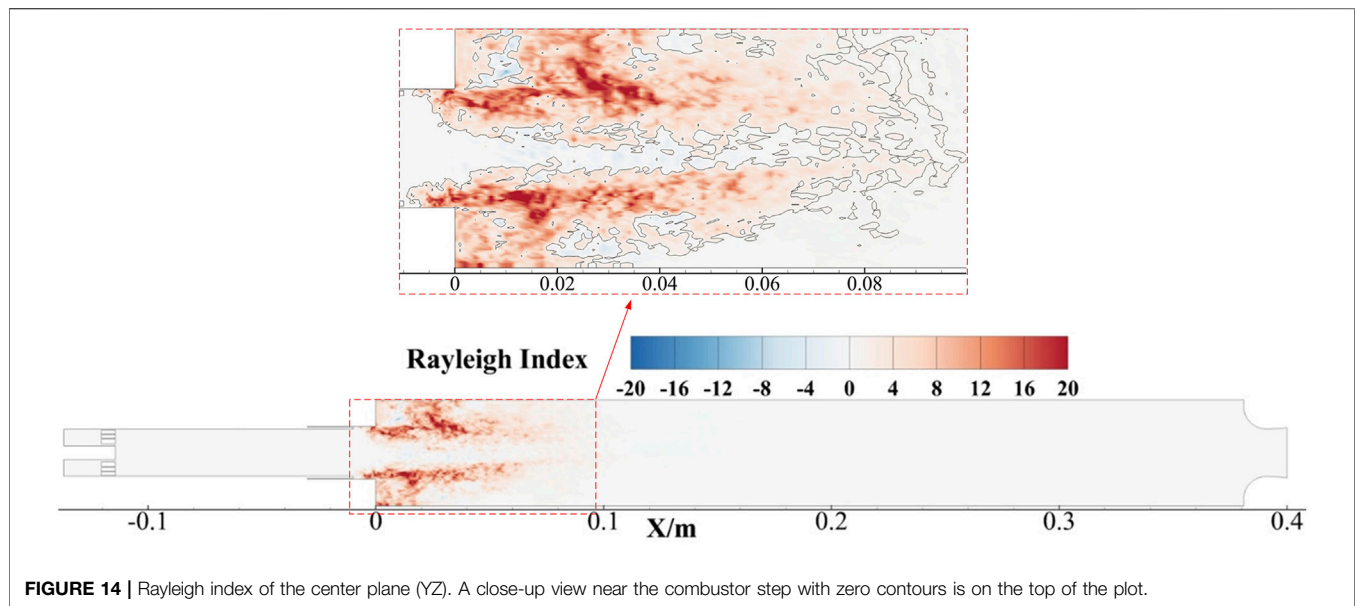 0 0.02 0.04 0.06 0.08
Rayleigh Index
-20 -16 -12 -8 -4 0 4 8 12 16 20
-0.1 0 0.1 0.2 0.3 0.4
X/m
FIGURE 14 | Rayleigh index of the center plane (YZ). A close-up view near the combustor step with zero contours is on the top of the plot.